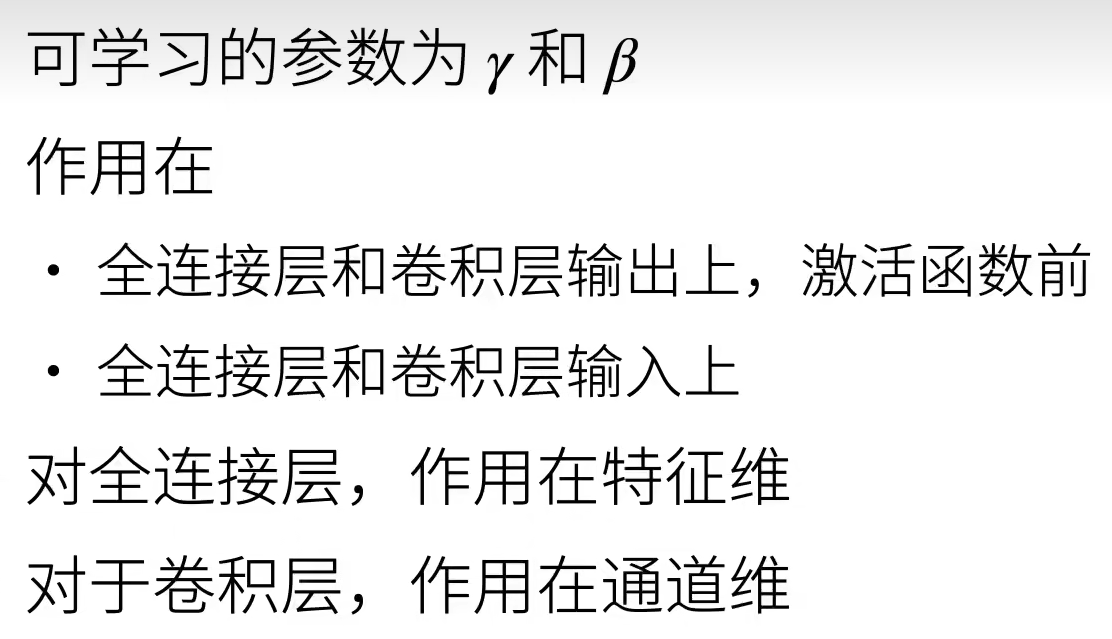 可学习的参数为 γ 和 β
作用在
• 全连接层和卷积层输出上，激活函数前
• 全连接层和卷积层输入上
对全连接层，作用在特征维
对于卷积层，作用在通道维